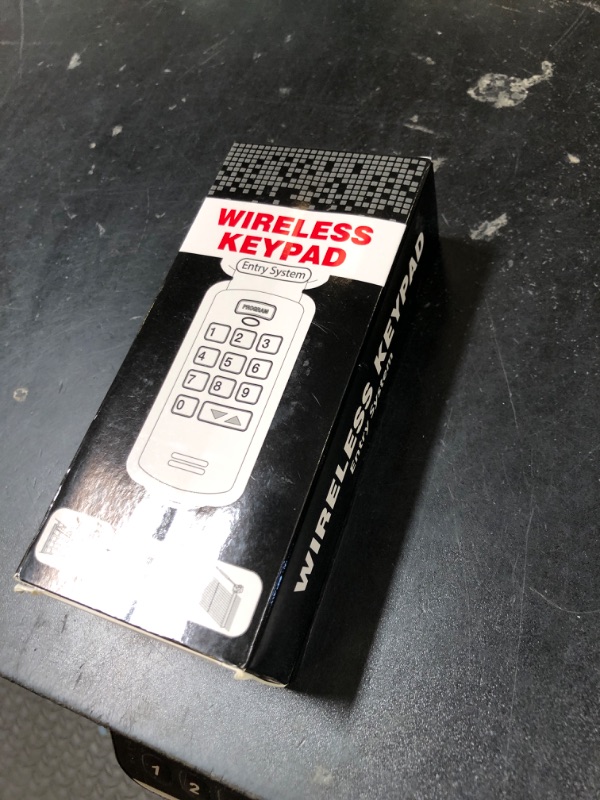 WIRELESS
KEYPAD
Entry System
PROGRAM
1 2 3
4 5 6
7 8 9
0
WIRELESS KEYPAD
Entry System
1 2